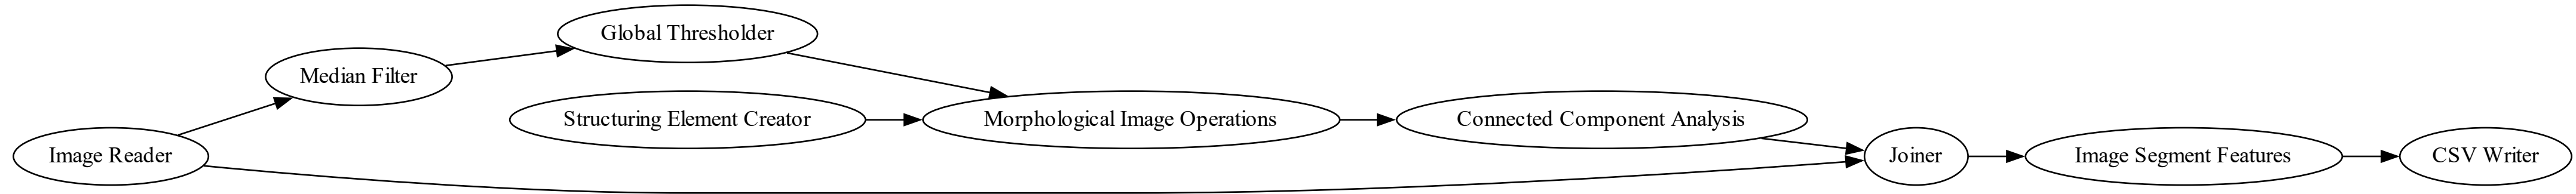 Global Thresholder
Median Filter
Structuring Element Creator
Morphological Image Operations
Connected Component Analysis
Image Reader
Joiner
Image Segment Features
CSV Writer